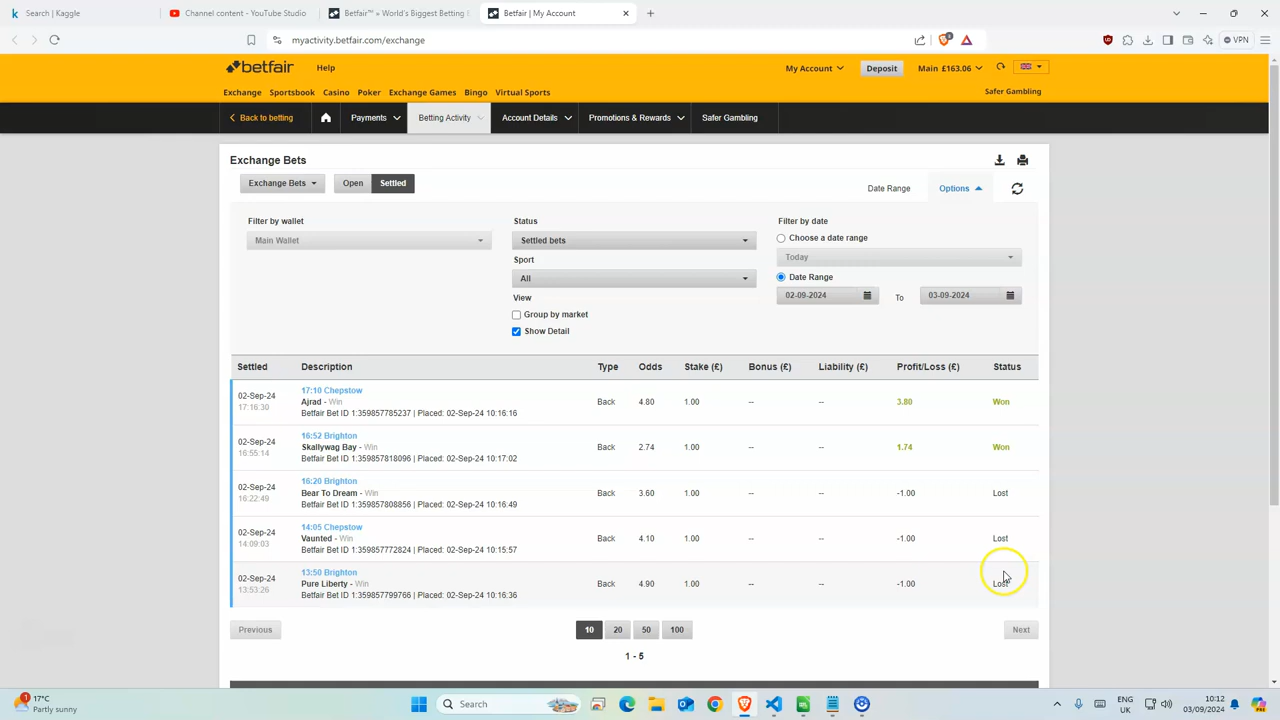 Search | Kaggle
Channel content - YouTube Studio
Betfair™ » World's Biggest Betting
Betfair | My Account
myactivity.betfair.com/exchange
VPN
betfair
Help
My Account
Deposit
Main £163.06
Exchange
Sportsbook
Casino
Poker
Exchange Games
Bingo
Virtual Sports
Safer Gambling
Back to betting
Payments
Betting Activity
Account Details
Promotions & Rewards
Safer Gambling
Exchange Bets
Exchange Bets
Open
Settled
Date Range
Options
Filter by wallet
Main Wallet
Status
Settled bets
Sport
All
View
Group by market
Show Detail
Filter by date
Choose a date range
Today
Date Range
02-09-2024
To
03-09-2024
Settled Description Type Odds Stake (£) Bonus (£) Liability (£) Profit/Loss (£) Status
02-Sep-24
17:16:30
17:10 Chepstow
Ajrad - Win
Betfair Bet ID 1:359857785237 | Placed: 02-Sep-24 10:16:16
Back 4.80 1.00 -- -- 3.80 Won
02-Sep-24
16:55:14
16:52 Brighton
Skallywag Bay - Win
Betfair Bet ID 1:359857818096 | Placed: 02-Sep-24 10:17:02
Back 2.74 1.00 -- -- 1.74 Won
02-Sep-24
16:22:49
16:20 Brighton
Bear To Dream - Win
Betfair Bet ID 1:359857808856 | Placed: 02-Sep-24 10:16:49
Back 3.60 1.00 -- -- -1.00 Lost
02-Sep-24
14:09:03
14:05 Chepstow
Vaunted - Win
Betfair Bet ID 1:359857772824 | Placed: 02-Sep-24 10:15:57
Back 4.10 1.00 -- -- -1.00 Lost
02-Sep-24
13:53:26
13:50 Brighton
Pure Liberty - Win
Betfair Bet ID 1:359857799766 | Placed: 02-Sep-24 10:16:36
Back 4.90 1.00 -- -- -1.00 Lost
Previous
10 20 50 100
Next
1 - 5
1
17°C
Partly sunny
Search
ENG
UK
10:12
03/09/2024